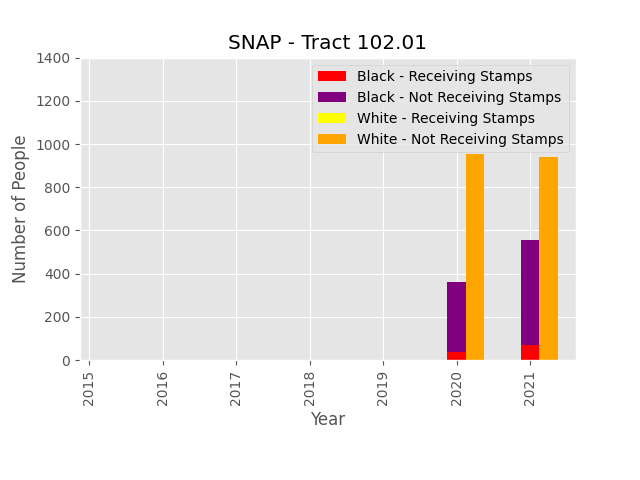 SNAP - Tract 102.01
Black - Receiving Stamps
Black - Not Receiving Stamps
White - Receiving Stamps
White - Not Receiving Stamps
Number of People
1400
1200
1000
800
600
400
200
0
2015 2016 2017 2018 2019 2020 2021
Year